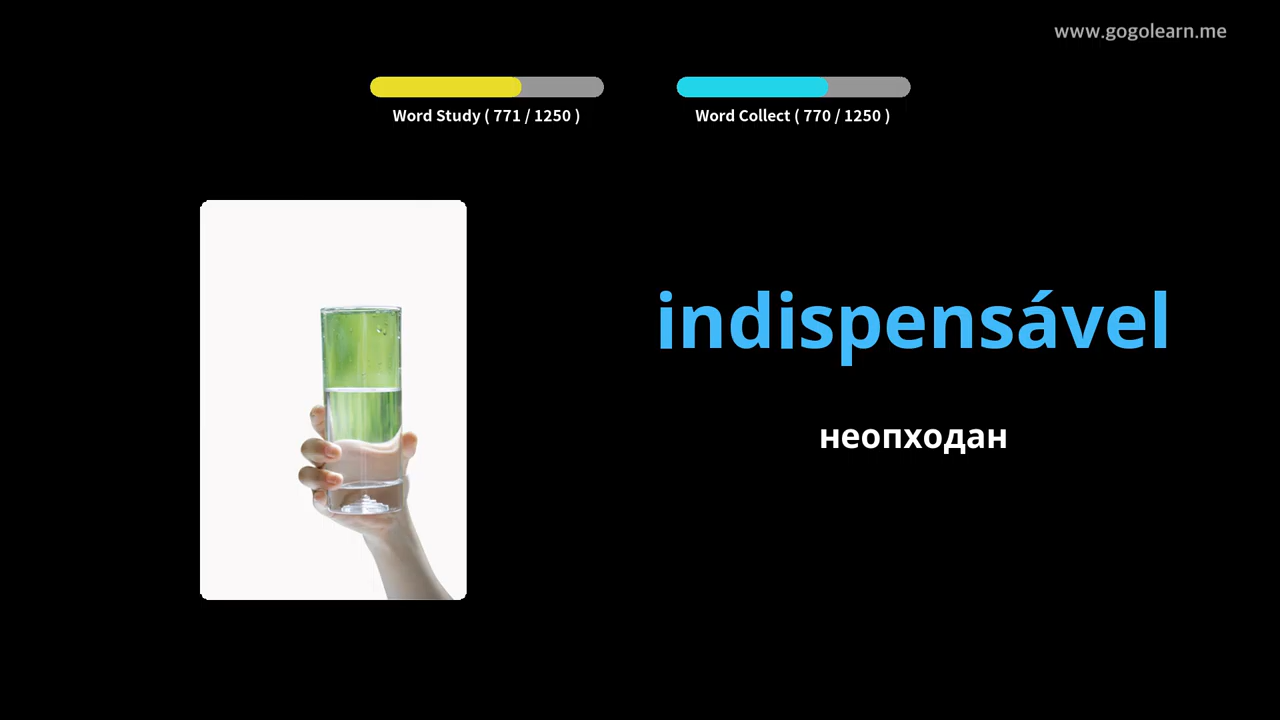 www.gogolearn.me
Word Study ( 771 / 1250 )
Word Collect ( 770 / 1250 )
indispensável
неопходан